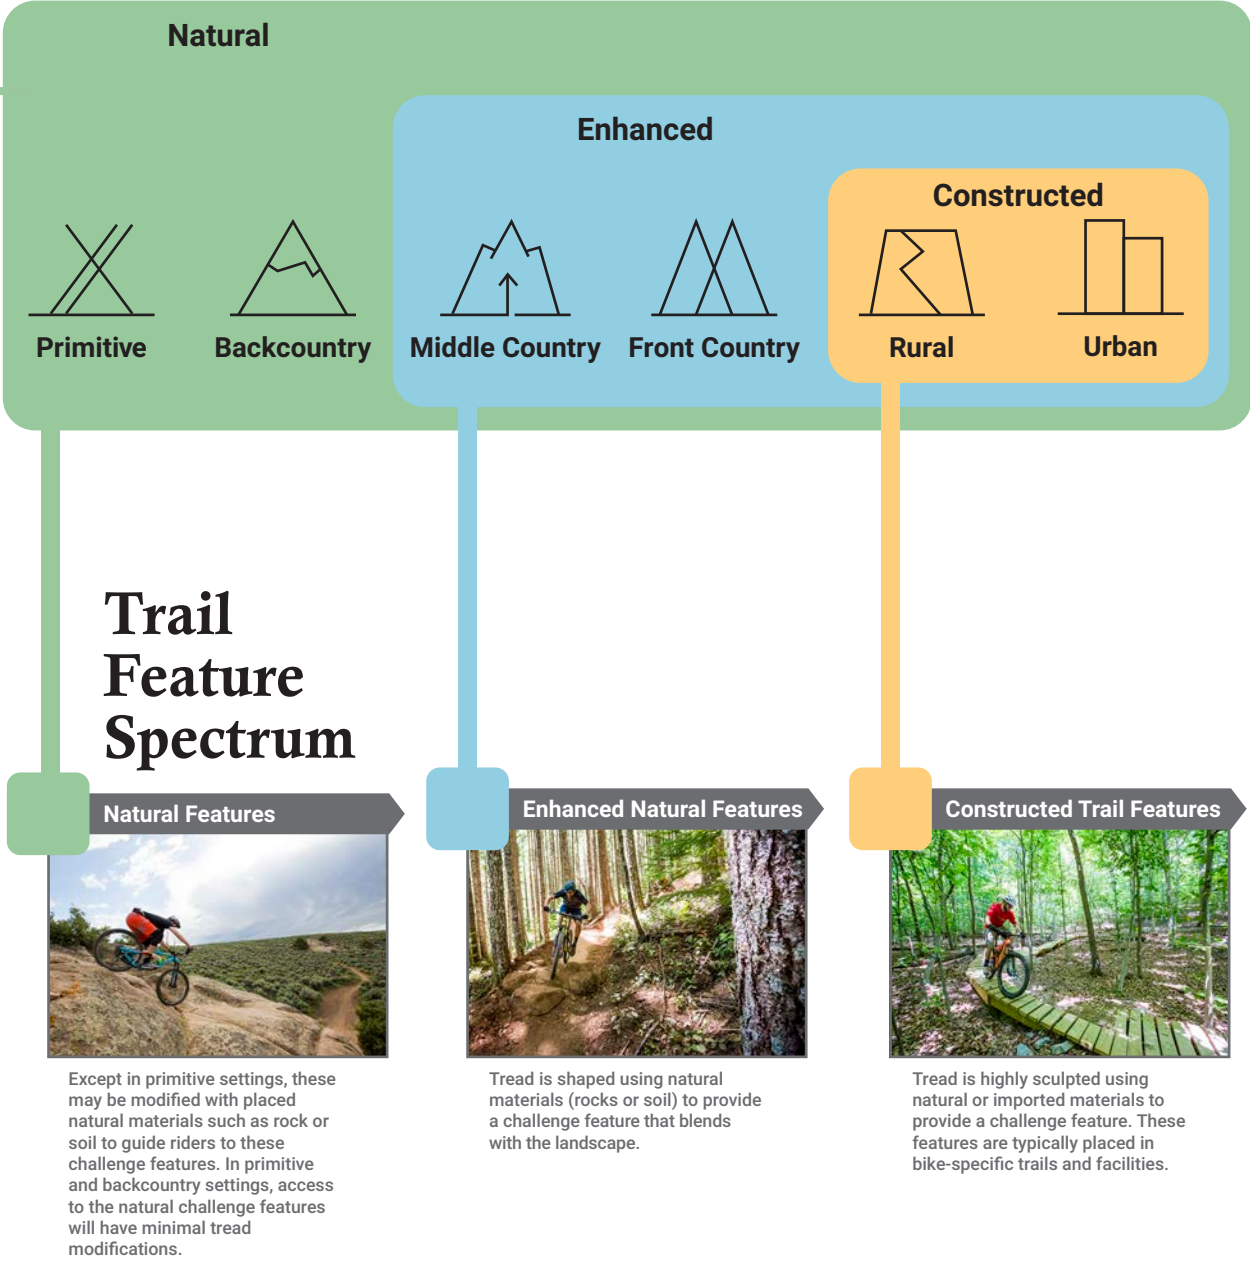 Natural
Enhanced
Constructed
Primitive
Backcountry
Middle Country
Front Country
Rural
Urban
Trail
Feature
Spectrum
Natural Features
Except in primitive settings, these
may be modified with placed
natural materials such as rock or
soil to guide riders to these
challenge features. In primitive
and backcountry settings, access
to the natural challenge features
will have minimal tread
modifications.
Enhanced Natural Features
Tread is shaped using natural
materials (rocks or soil) to provide
a challenge feature that blends
with the landscape.
Constructed Trail Features
Tread is highly sculpted using
natural or imported materials to
provide a challenge feature. These
features are typically placed in
bike-specific trails and facilities.